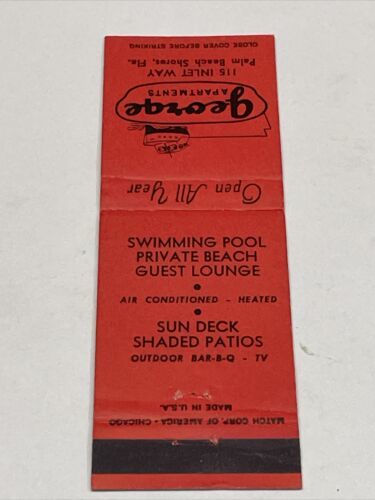 GLOBE COVER BEFORE STRIKING
Palm Beach Shores, Fla.
115 INLET WAY
APARTMENTS
george
Open All Year
SWIMMING POOL
PRIVATE BEACH
GUEST LOUNGE
AIR CONDITIONED - HEATED
SUN DECK
SHADED PATIOS
OUTDOOR BAR-B-Q - TV
MADE IN U.S.A.
MATCH CORP. OF AMERICA • CHICAGO